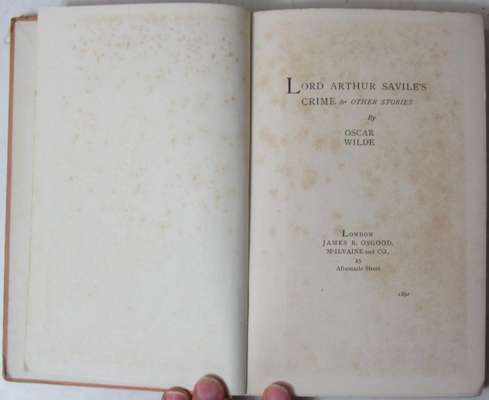 LORD ARTHUR SAVILE'S
CRIME & OTHER STORIES
By
OSCAR
WILDE
LONDON
JAMES R. OSGOOD,
McILVAINE and CO.,
45
Albemarle Street
1891